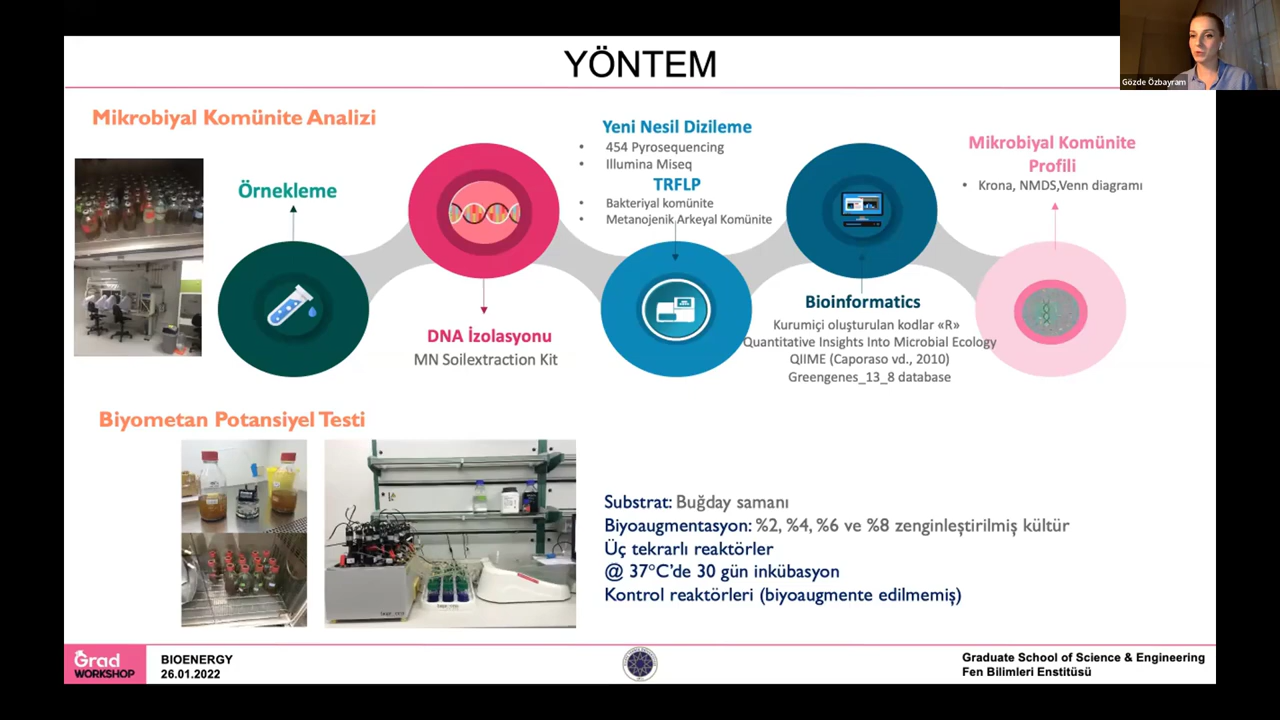 YÖNTEM
Gözde Özbayram
Mikrobiyal Komünite Analizi
Örnekleme
DNA İzolasyonu
MN Soilextraction Kit
Yeni Nesil Dizileme
• 454 Pyrosequencing
• Illumina Miseq
TRFLP
• Bakteriyal komünite
• Metanojenik Arkeyal Komünite
Bioinformatics
Kurumiçi oluşturulan kodlar «R»
Quantitative Insights Into Microbial Ecology
QIIME (Caporaso vd., 2010)
Greengenes_13_8 database
Mikrobiyal Komünite
Profili
• Krona, NMDS,Venn diagramı
Biyometan Potansiyel Testi
Substrat: Buğday samanı
Biyoaugmentasyon: %2, %4, %6 ve %8 zenginleştirilmiş kültür
Üç tekrarlı reaktörler
@ 37°C’de 30 gün inkübasyon
Kontrol reaktörleri (biyoaugmente edilmemiş)
Grad
WORKSHOP
BIOENERGY
26.01.2022
Graduate School of Science & Engineering
Fen Bilimleri Enstitüsü